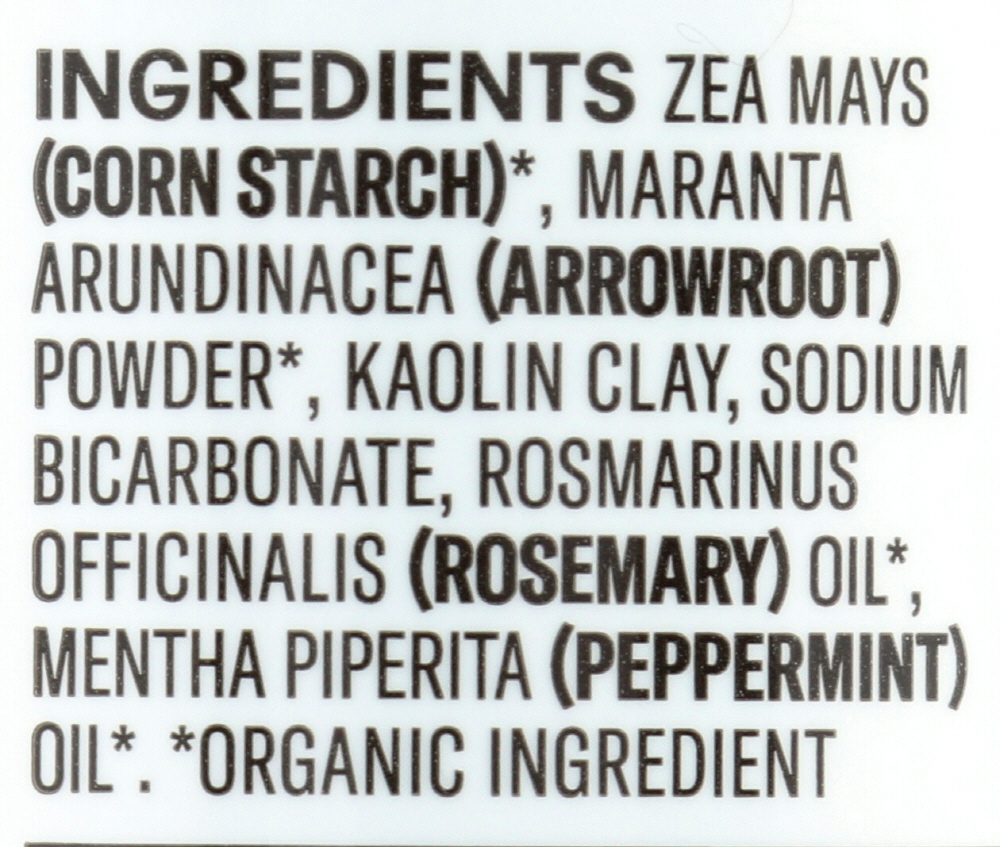 INGREDIENTS ZEA MAYS
(CORN STARCH)*, MARANTA
ARUNDINACEA (ARROWROOT)
POWDER*, KAOLIN CLAY, SODIUM
BICARBONATE, ROSMARINUS
OFFICINALIS (ROSEMARY) OIL*,
MENTHA PIPERITA (PEPPERMINT)
OIL*. *ORGANIC INGREDIENT